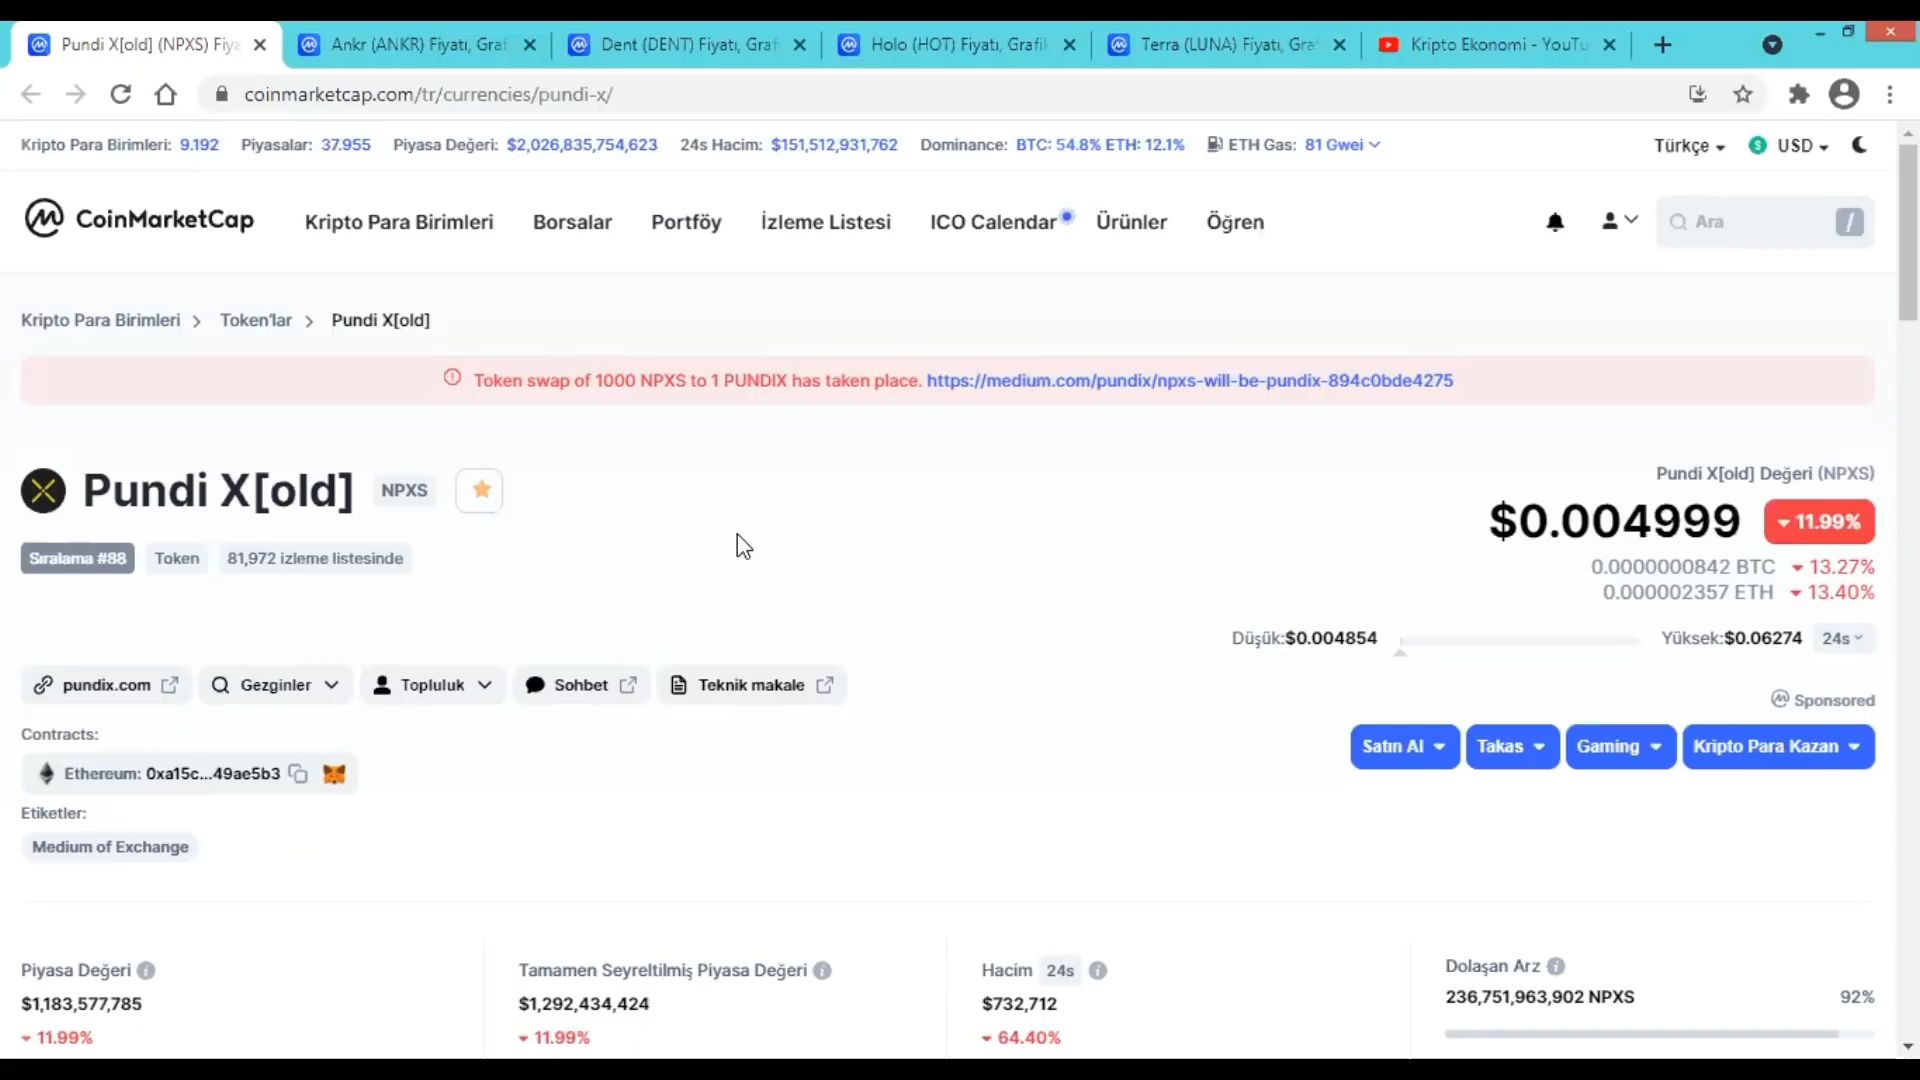 Pundi X[old] (NPXS) Fiya
Ankr (ANKR) Fiyatı, Graf
Dent (DENT) Fiyatı, Grafi
Holo (HOT) Fiyatı, Grafik
Terra (LUNA) Fiyatı, Graf
Kripto Ekonomi - YouTu
coinmarketcap.com/tr/currencies/pundi-x/
Kripto Para Birimleri: 9.192 Piyasalar: 37.955 Piyasa Değeri: $2,026,835,754,623 24s Hacim: $151,512,931,762 Dominance: BTC: 54.8% ETH: 12.1% ETH Gas: 81 Gwei Türkçe $ USD
CoinMarketCap Kripto Para Birimleri Borsalar Portföy İzleme Listesi ICO Calendar Ürünler Öğren Ara /
Kripto Para Birimleri > Token'lar > Pundi X[old]
Token swap of 1000 NPXS to 1 PUNDIX has taken place. https://medium.com/pundix/npxs-will-be-pundix-894c0bde4275
Pundi X[old] NPXS
Sıralama #88 Token 81,972 izleme listesinde
Pundi X[old] Değeri (NPXS)
$0.004999 11.99%
0.0000000842 BTC 13.27%
0.000002357 ETH 13.40%
Düşük:$0.004854 Yüksek:$0.06274 24s
pundix.com Gezginler Topluluk Sohbet Teknik makale
Sponsored
Contracts:
Satın Al Takas Gaming Kripto Para Kazan
Ethereum: 0xa15c...49ae5b3
Etiketler:
Medium of Exchange
Piyasa Değeri
$1,183,577,785
11.99%
Tamamen Seyreltilmiş Piyasa Değeri
$1,292,434,424
11.99%
Hacim 24s
$732,712
64.40%
Dolaşan Arz
236,751,963,902 NPXS 92%